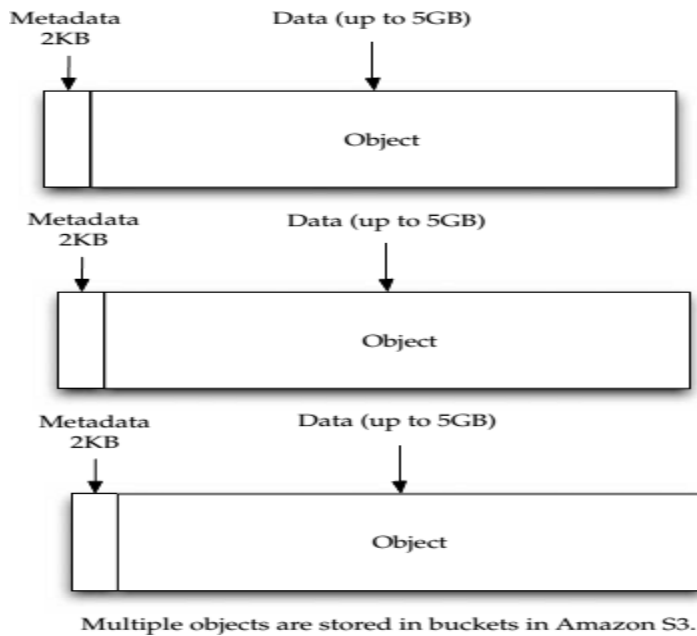 Metadata
2KB
Data (up to 5GB)
Object
Metadata
2KB
Data (up to 5GB)
Object
Metadata
2KB
Data (up to 5GB)
Object
Multiple objects are stored in buckets in Amazon S3.